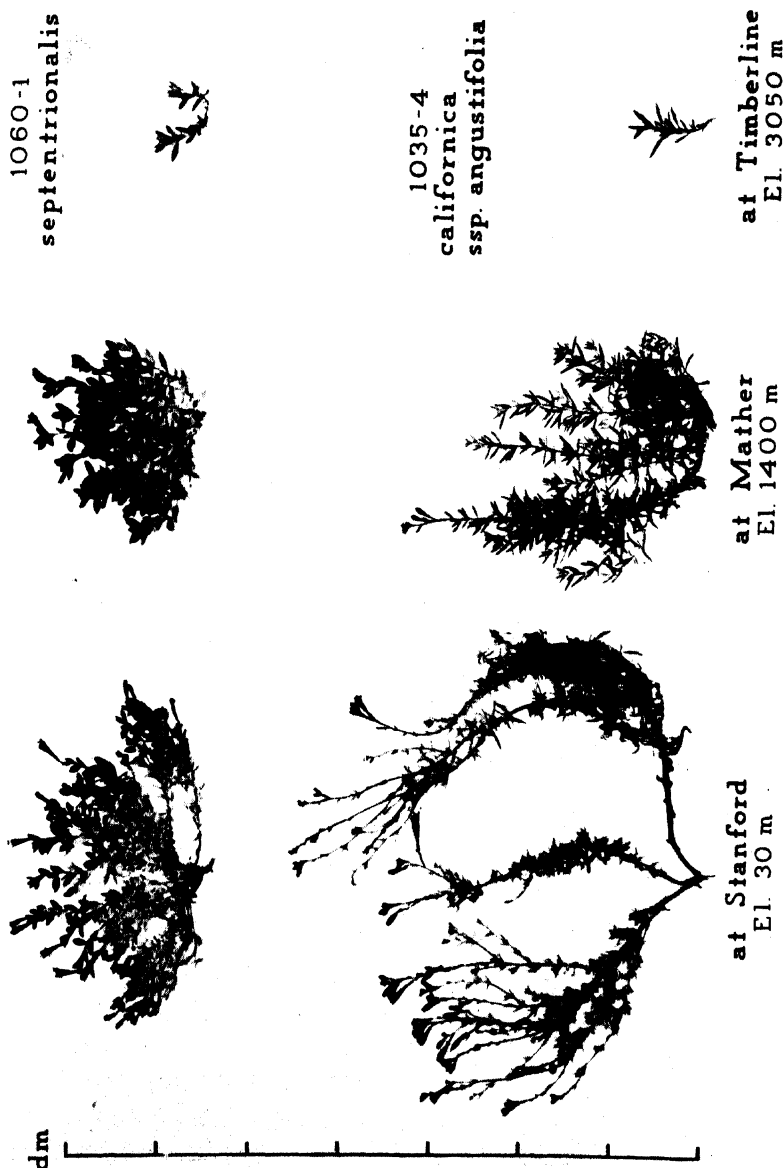 dm
1060-1
septentrionalis
1035-4
californica
ssp. angustifolia
at Stanford
El. 30 m
at Mather
El. 1400 m
at Timberline
El. 3050 m